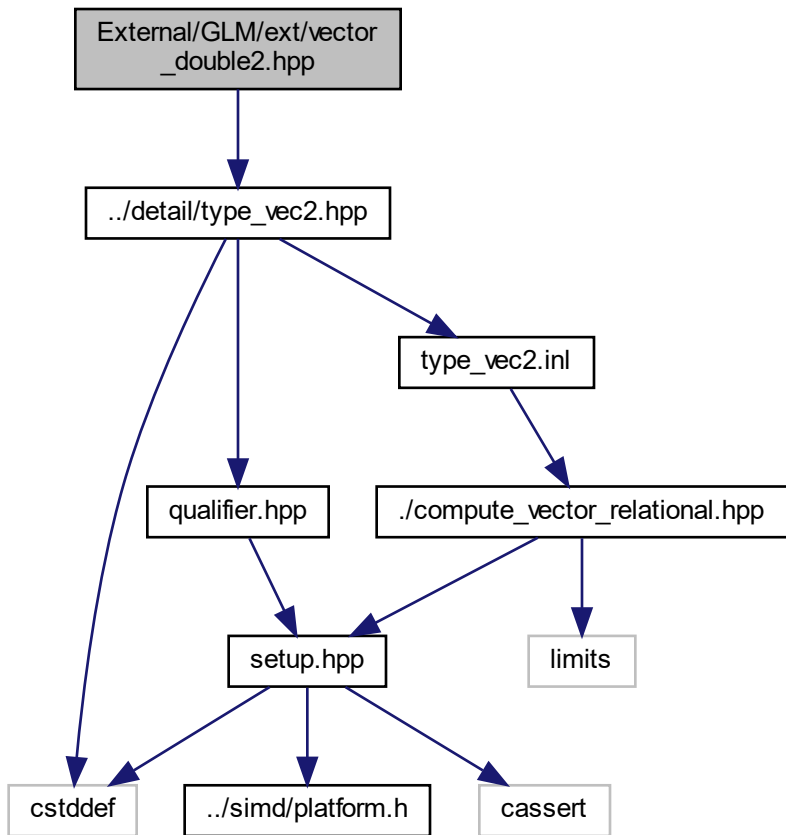 External/GLM/ext/vector
_double2.hpp
../detail/type_vec2.hpp
type_vec2.inl
qualifier.hpp
./compute_vector_relational.hpp
setup.hpp
limits
cstddef
../simd/platform.h
cassert